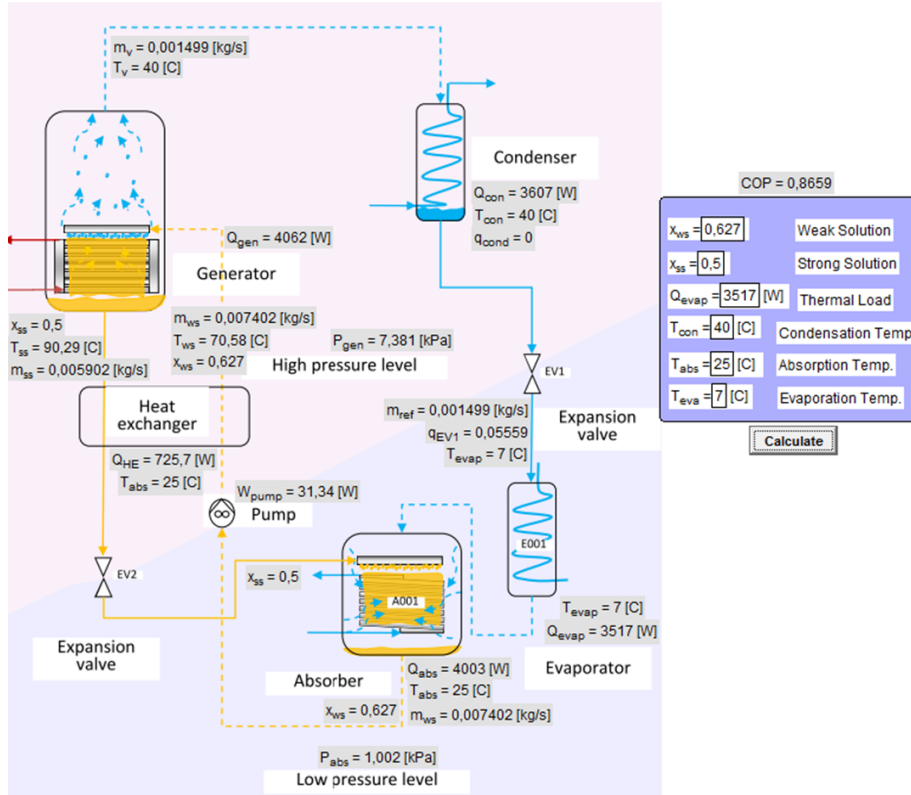 m_v = 0,001499 [kg/s]
T_v = 40 [C]
Condenser
Q_con = 3607 [W]
T_con = 40 [C]
q_cond = 0
COP = 0,8659
x_ws = 0,627 Weak Solution
x_ss = 0,5 Strong Solution
Q_evap = 3517 [W] Thermal Load
T_con = 40 [C] Condensation Temp
T_abs = 25 [C] Absorption Temp.
T_eva = 7 [C] Evaporation Temp.
Calculate
Q_gen = 4062 [W]
Generator
x_ss = 0,5
T_ss = 90,29 [C]
m_ss = 0,005902 [kg/s]
m_ws = 0,007402 [kg/s]
T_ws = 70,58 [C]
x_ws = 0,627
P_gen = 7,381 [kPa]
High pressure level
EV1
Heat
exchanger
m_ref = 0,001499 [kg/s]
q_EV1 = 0,05559
T_evap = 7 [C]
Expansion
valve
Q_HE = 725,7 [W]
T_abs = 25 [C]
W_pump = 31,34 [W]
Pump
E001
EV2
x_ss = 0,5
A001
T_evap = 7 [C]
Q_evap = 3517 [W]
Evaporator
Expansion
valve
Absorber
Q_abs = 4003 [W]
T_abs = 25 [C]
m_ws = 0,007402 [kg/s]
x_ws = 0,627
P_abs = 1,002 [kPa]
Low pressure level